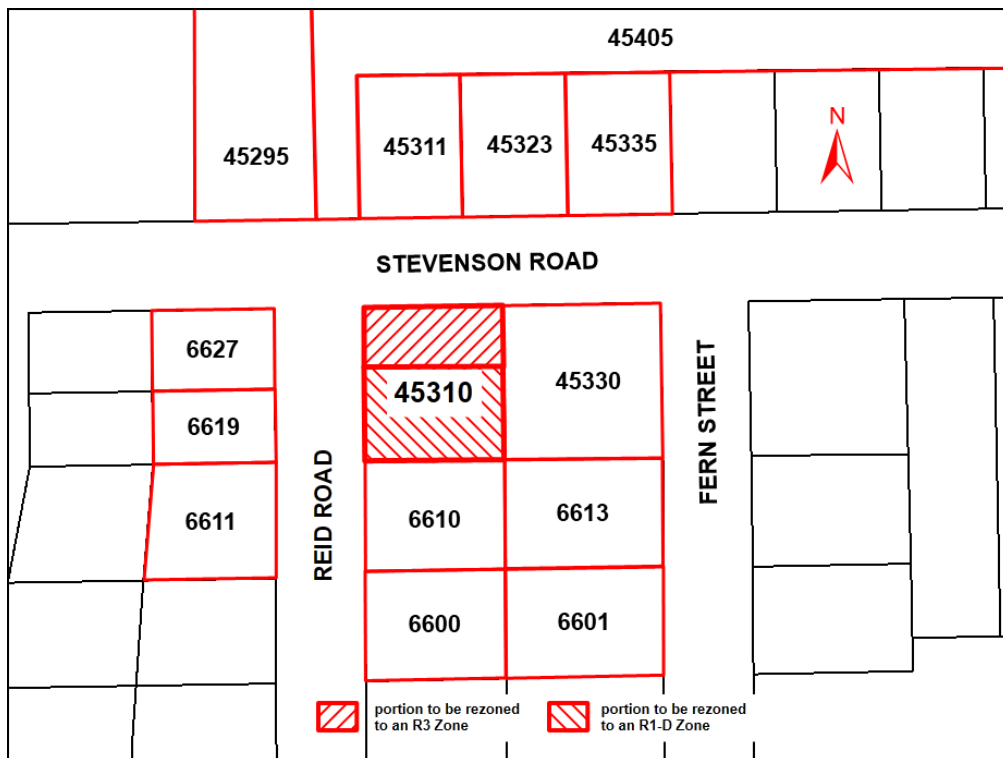 45405
N
45295
45311
45323
45335
STEVENSON ROAD
6627
45310
45330
6619
FERN STREET
REID ROAD
6611
6610
6613
6600
6601
portion to be rezoned
to an R3 Zone
portion to be rezoned
to an R1-D Zone